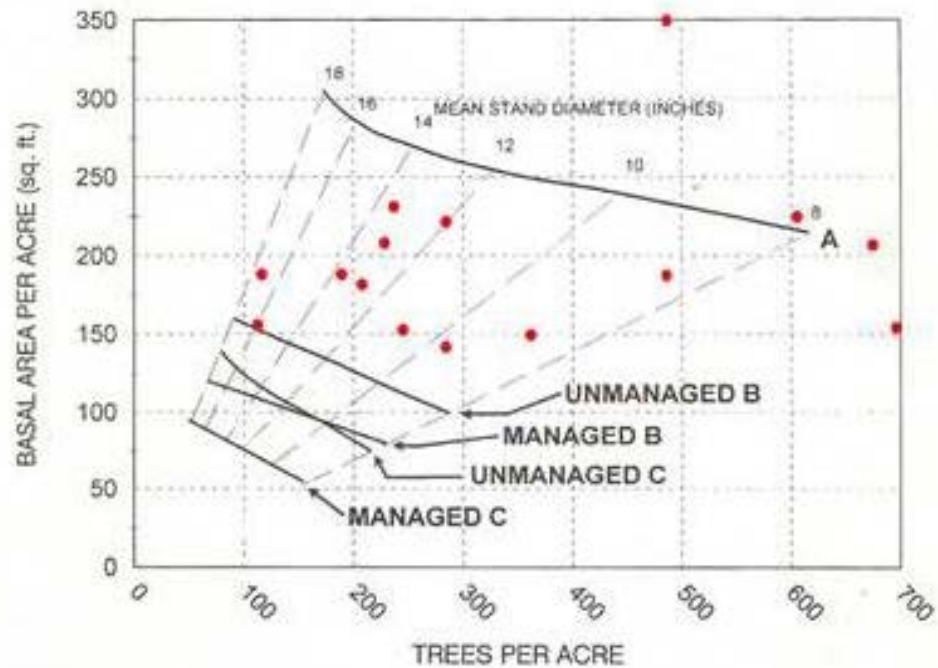 350
300
250
200
150
100
50
0
BASAL AREA PER ACRE (sq. ft.)
18
16
14
MEAN STAND DIAMETER (INCHES)
12
10
8
A
UNMANAGED B
MANAGED B
UNMANAGED C
MANAGED C
0
100
200
300
400
500
600
700
TREES PER ACRE